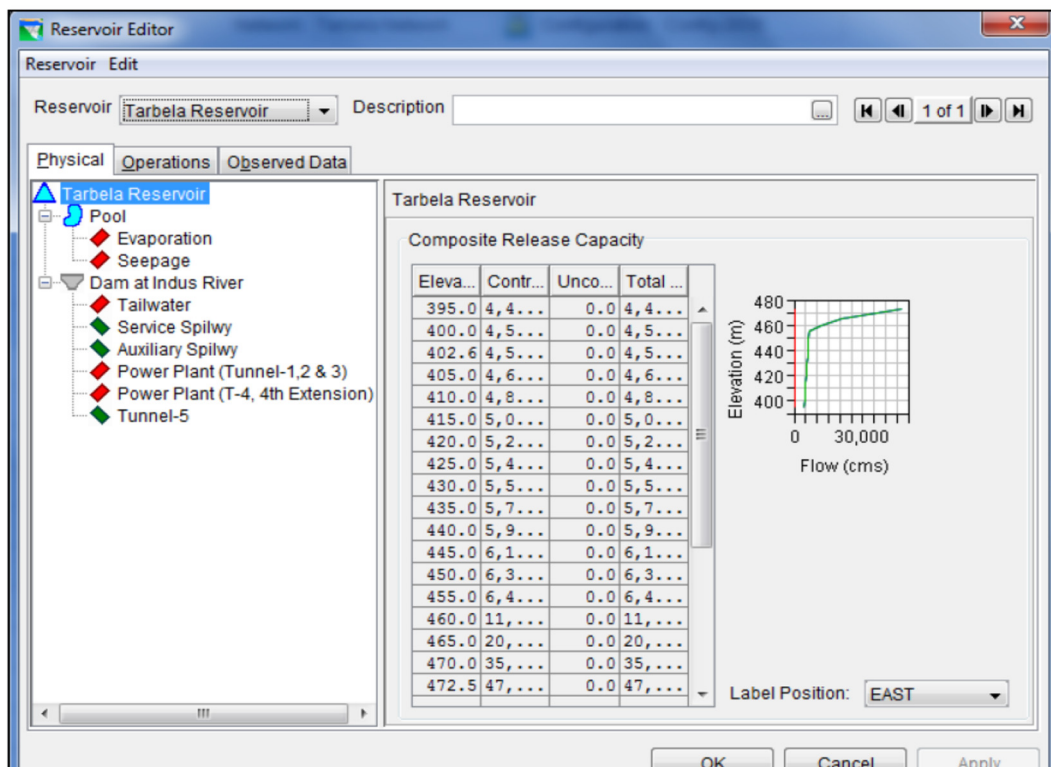 Reservoir Editor
Reservoir Edit
Reservoir Tarbela Reservoir Description ... 1 of 1
Physical Operations Observed Data
Tarbela Reservoir
Pool
Evaporation
Seepage
Dam at Indus River
Tailwater
Service Spilwy
Auxiliary Spilwy
Power Plant (Tunnel-1,2 & 3)
Power Plant (T-4, 4th Extension)
Tunnel-5
Tarbela Reservoir
Composite Release Capacity
Eleva... Contr... Unco... Total ...
395.0 4,4... 0.0 4,4...
400.0 4,5... 0.0 4,5...
402.6 4,5... 0.0 4,5...
405.0 4,6... 0.0 4,6...
410.0 4,8... 0.0 4,8...
415.0 5,0... 0.0 5,0...
420.0 5,2... 0.0 5,2...
425.0 5,4... 0.0 5,4...
430.0 5,5... 0.0 5,5...
435.0 5,7... 0.0 5,7...
440.0 5,9... 0.0 5,9...
445.0 6,1... 0.0 6,1...
450.0 6,3... 0.0 6,3...
455.0 6,4... 0.0 6,4...
460.0 11,... 0.0 11,...
465.0 20,... 0.0 20,...
470.0 35,... 0.0 35,...
472.5 47,... 0.0 47,...
Elevation (m)
480
460
440
420
400
0 30,000
Flow (cms)
Label Position: EAST
OK Cancel Apply